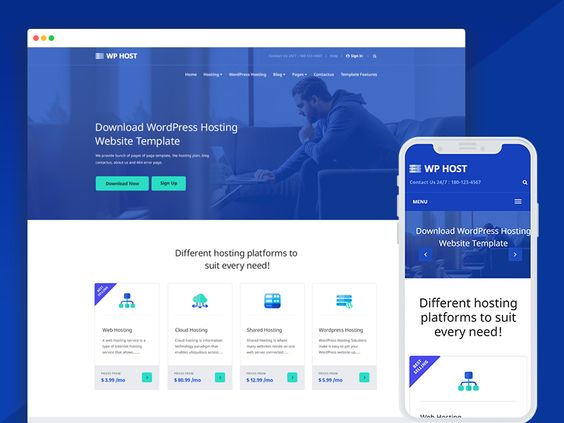 WP HOST
Contact Us 24/7 : 180-123-4567
Sign In
Home Hosting WordPress Hosting Blog Pages Contactus Template Features
Download WordPress Hosting
Website Template
We provide bunch of pages of page template, like hosting plan, blog
contactus, about us and 404 error page.
Download Now Sign Up
Different hosting platforms to
suit every need!
BEST SELLING
Web Hosting
A web hosting service is a
type of Internet hosting
service that allows........
PRICES FROM
$ 3.99 /mo
Cloud Hosting
Cloud hosting is information
technology paradigm that
enables ubiquitous access....
PRICES FROM
$ 80.99 /mo
Shared Hosting
Shared Hosting is where
many websites reside on one
web server connected.....
PRICES FROM
$ 12.99 /mo
Wordpress Hosting
WordPress Hosting Solutions
make is easy to get your
WordPress website up.....
PRICES FROM
$ 5.99 /mo
WP HOST
Contact Us 24/7 : 180-123-4567
MENU
Download WordPress Hosting
Website Template
Different hosting
platforms to suit
every need!
BEST SELLING
Web Hosting